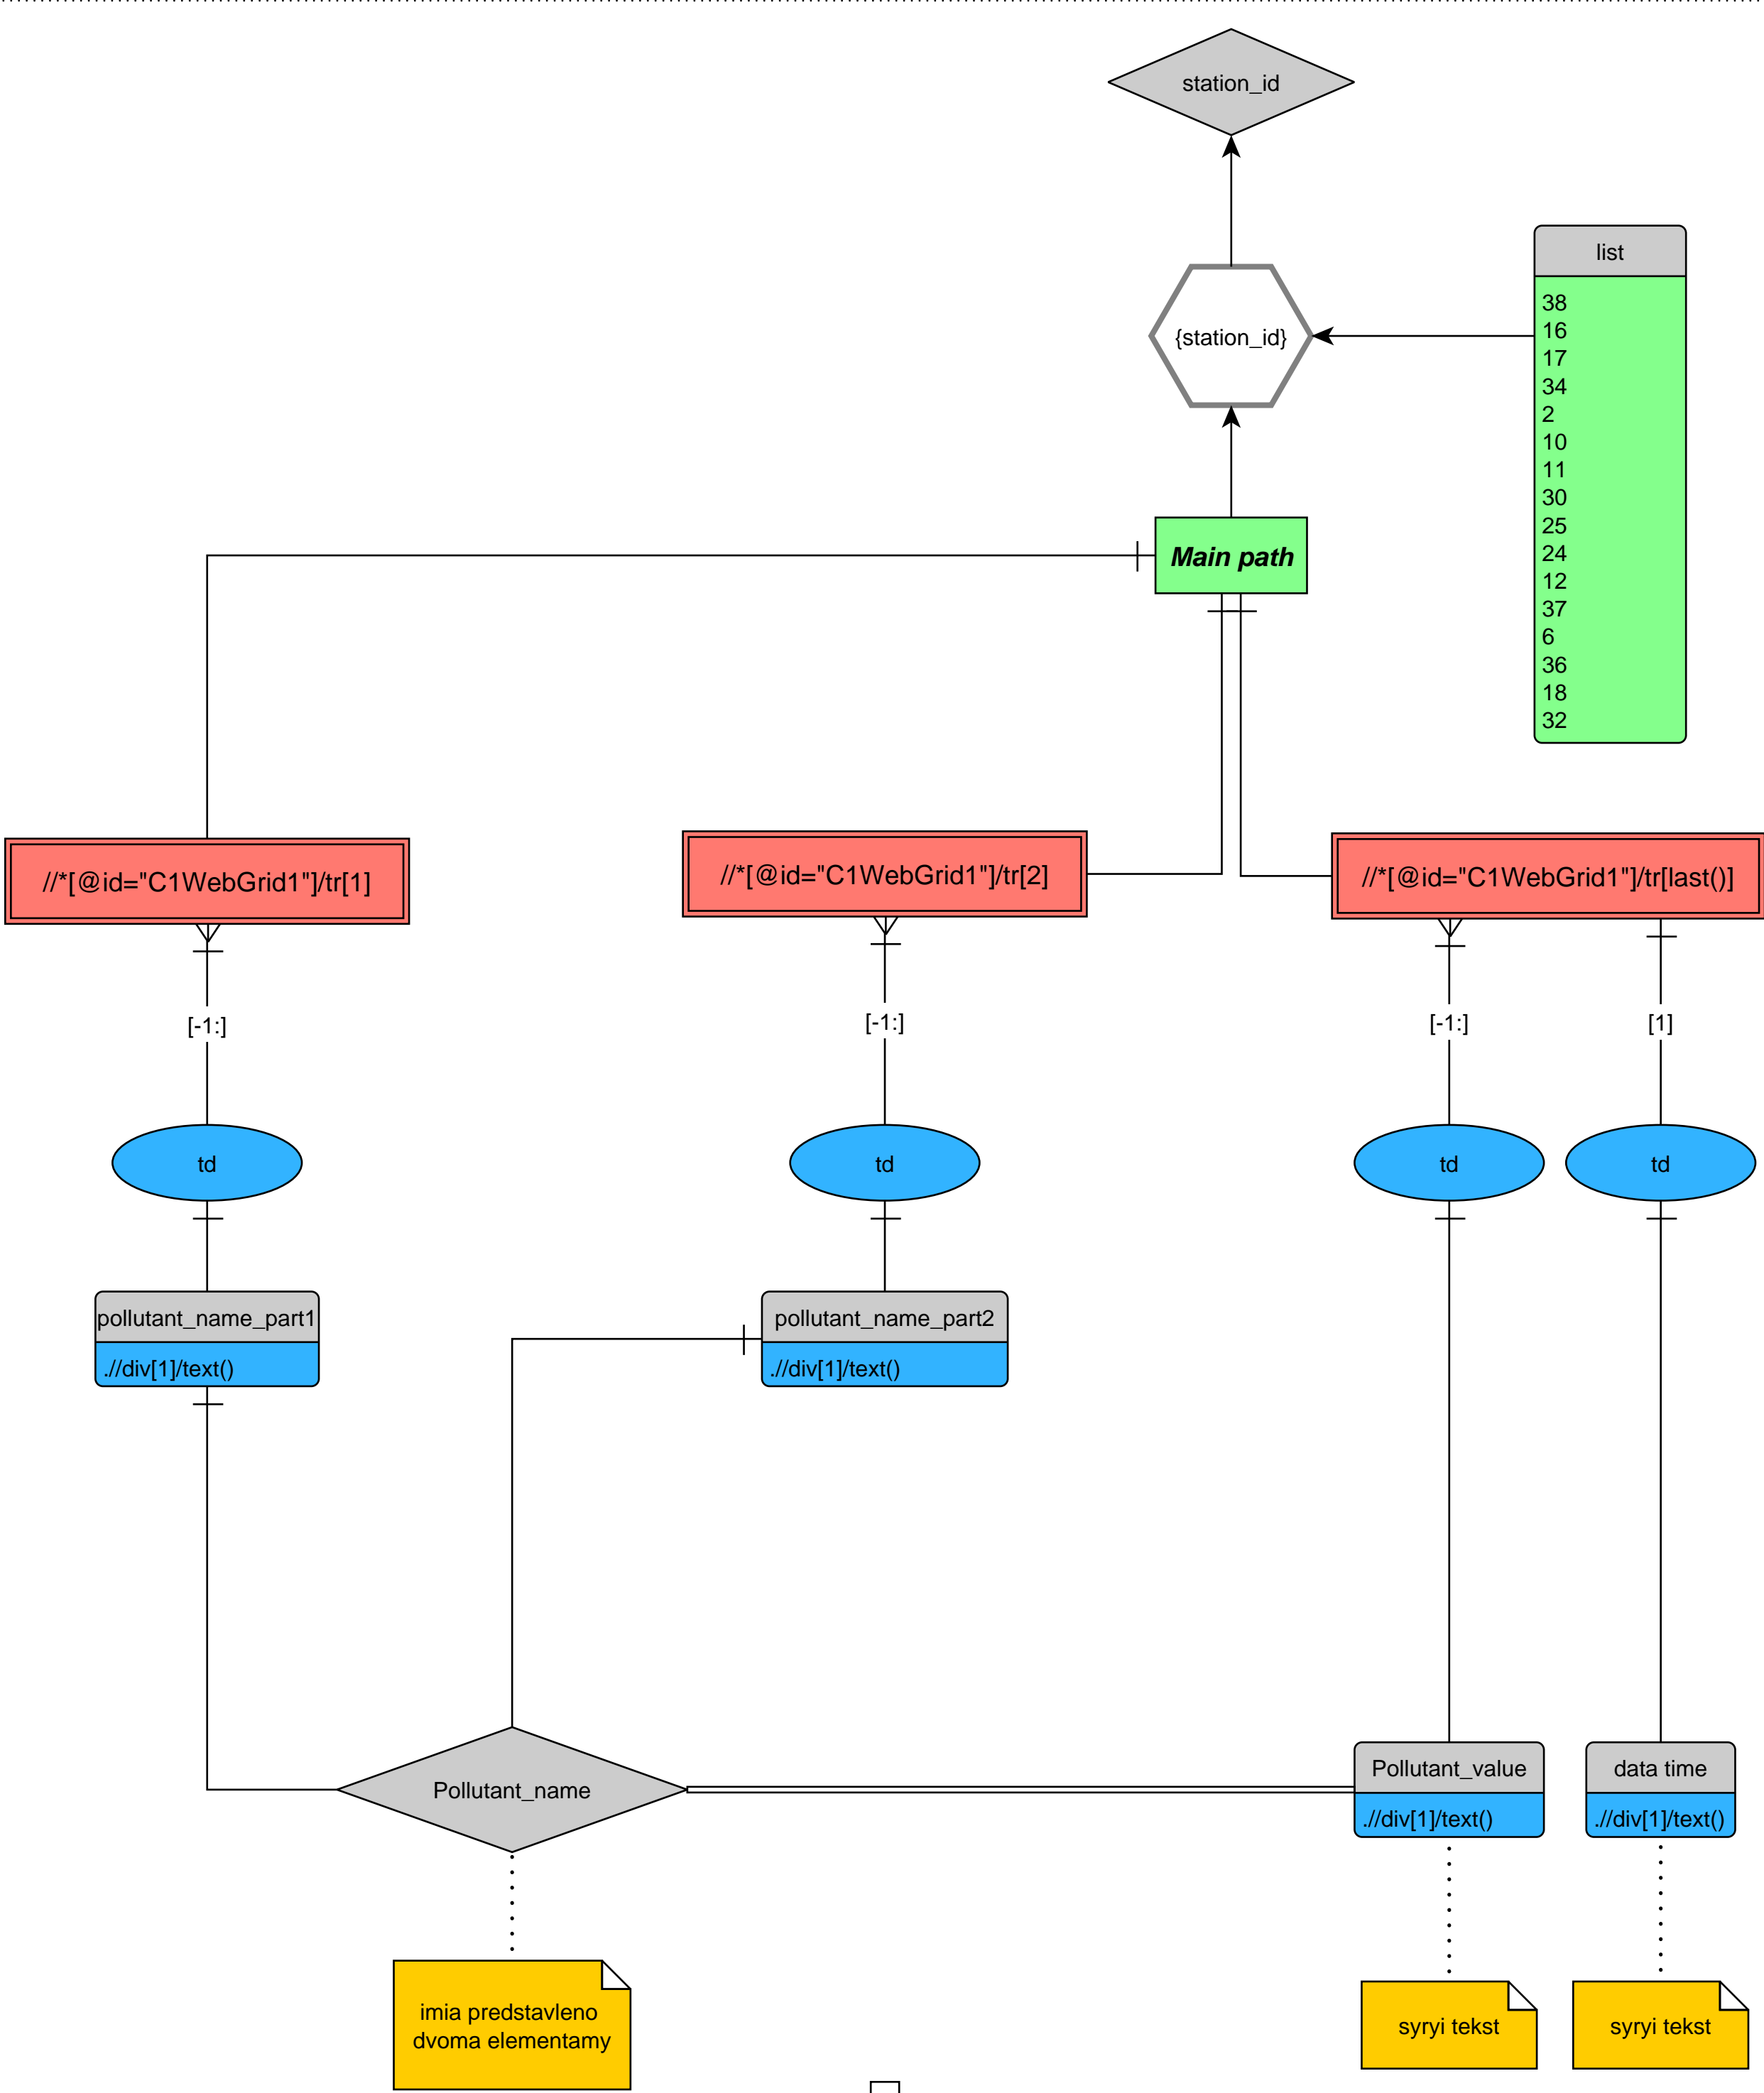 station_id
list
{station_id}
38
16
17
34
2
10
11
30
25
24
12
37
6
36
18
32
Main path
//*[@id="C1WebGrid1"]/tr[1]
//*[@id="C1WebGrid1"]/tr[2]
//*[@id="C1WebGrid1"]/tr[last()]
[-1:]
[-1:]
[-1:]
[1]
td
td
td
td
pollutant_name_part1
.//div[1]/text()
pollutant_name_part2
.//div[1]/text()
Pollutant_name
Pollutant_value
.//div[1]/text()
data time
.//div[1]/text()
imia predstavleno
dvoma elementamy
syryi tekst
syryi tekst